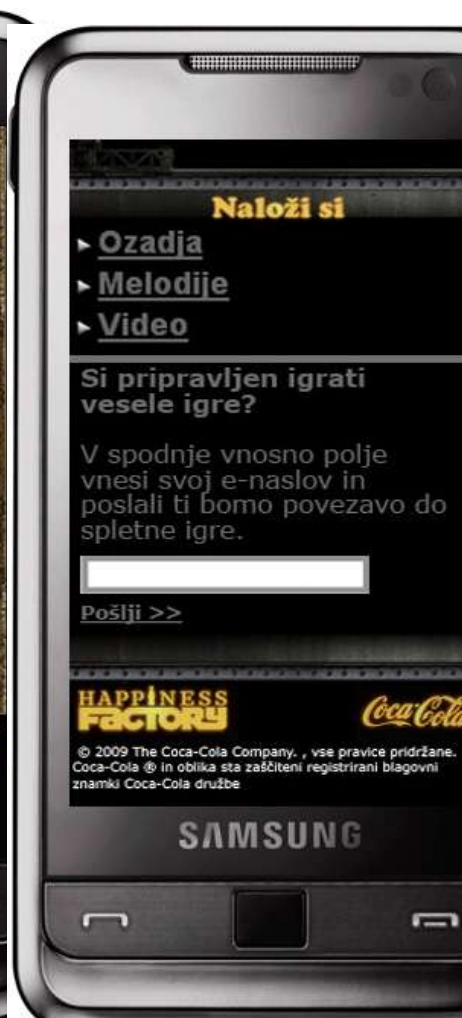 Naloži si
Ozadja
Melodije
Video
Si pripravljen igrati
vesele igre?
V spodnje vnosno polje
vnesi svoj e-naslov in
poslali ti bomo povezavo do
spletne igre.
Pošlji >>
HAPPINESS
FACTORY
Coca-Cola
© 2009 The Coca-Cola Company. , vse pravice pridržane.
Coca-Cola ® in oblika sta zaščiteni registrirani blagovni
znamki Coca-Cola družbe
SAMSUNG